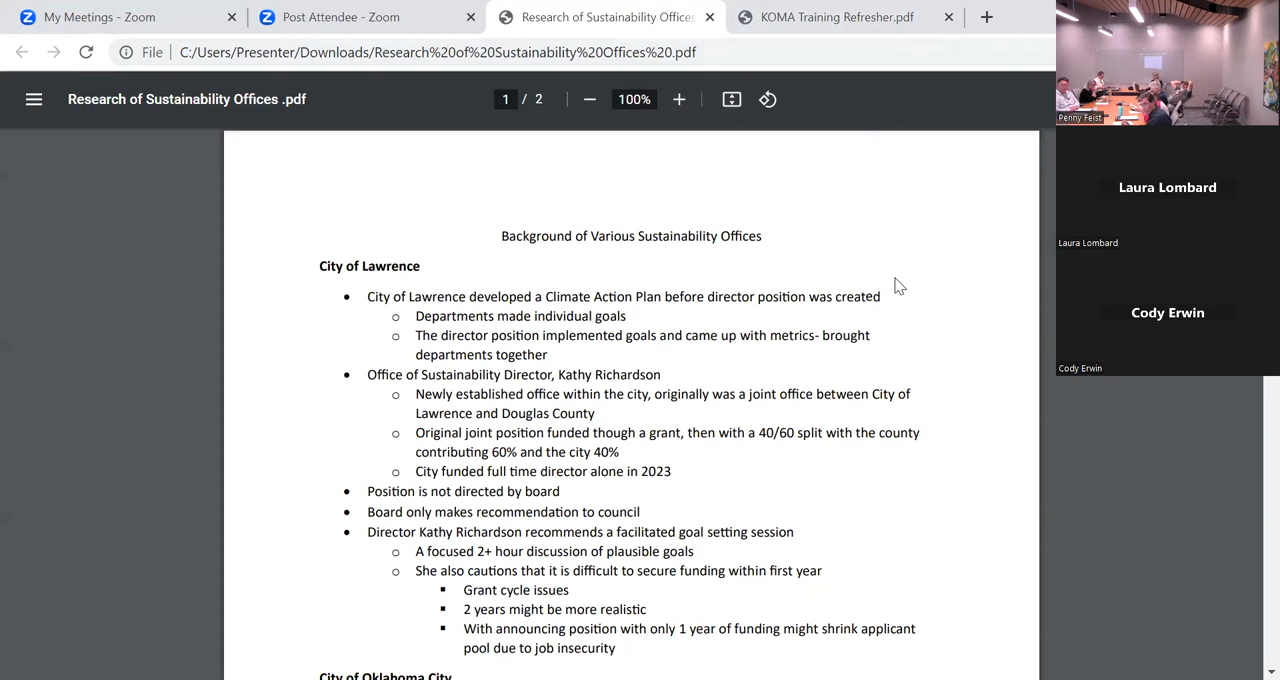 My Meetings - Zoom
Post Attendee - Zoom
Research of Sustainability Offices
KOMA Training Refresher.pdf
File
C:/Users/Presenter/Downloads/Research%20of%20Sustainability%20Offices%20.pdf
Research of Sustainability Offices .pdf
1 / 2
100%
Background of Various Sustainability Offices
City of Lawrence
• City of Lawrence developed a Climate Action Plan before director position was created
o Departments made individual goals
o The director position implemented goals and came up with metrics- brought
departments together
• Office of Sustainability Director, Kathy Richardson
o Newly established office within the city, originally was a joint office between City of
Lawrence and Douglas County
o Original joint position funded though a grant, then with a 40/60 split with the county
contributing 60% and the city 40%
o City funded full time director alone in 2023
• Position is not directed by board
• Board only makes recommendation to council
• Director Kathy Richardson recommends a facilitated goal setting session
o A focused 2+ hour discussion of plausible goals
o She also cautions that it is difficult to secure funding within first year
▪ Grant cycle issues
▪ 2 years might be more realistic
▪ With announcing position with only 1 year of funding might shrink applicant
pool due to job insecurity
City of Oklahoma City
Penny Feist
Laura Lombard
Laura Lombard
Cody Erwin
Cody Erwin